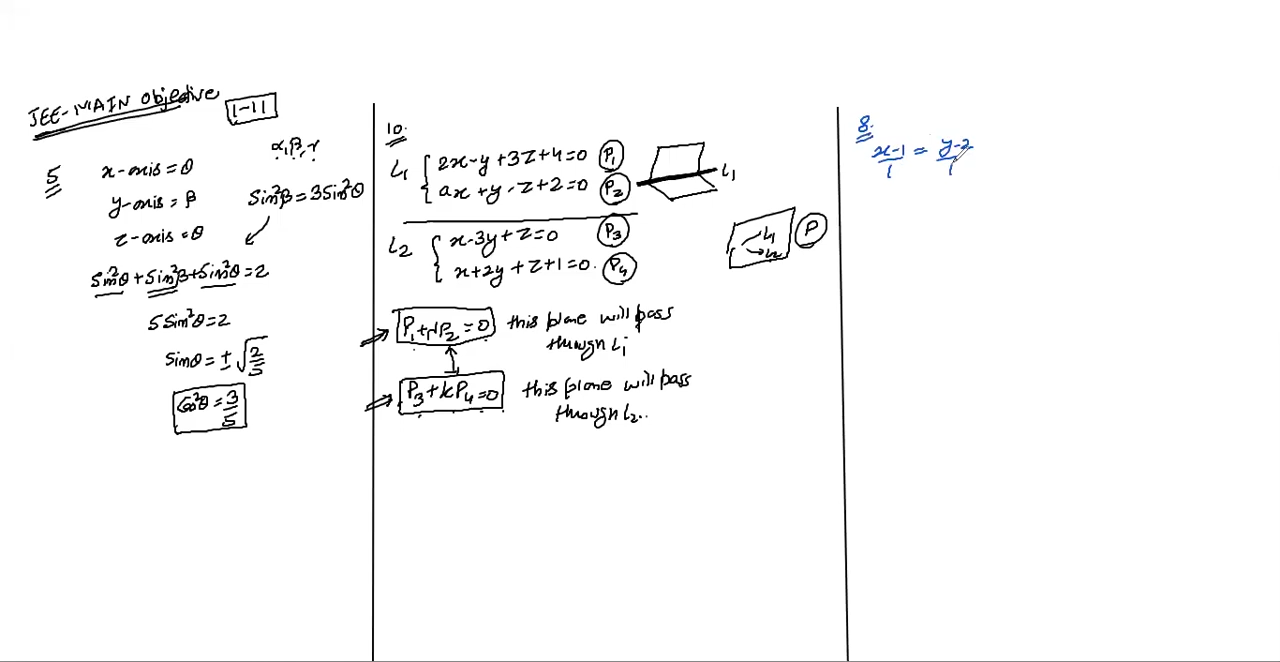 JEE-MAIN Objective
1-11
5
x-axis = θ
y-axis = β
z-axis = θ
α, β, γ
Sin²β = 3Sin²θ
Sin²θ + Sin²β + Sin²θ = 2
5Sin²θ = 2
Sinθ = ± √(2/5)
Cos²θ = 3/5
10.
L₁ { 2x-y+3z+4=0 P₁
ax+y-z+2=0 P₂
L₁
L₂ { x-3y+z=0 P₃
x+2y+z+1=0. P₄
L₁
L₂
P
P₁+λP₂=0 this plane will pass
through L₁
P₃+kP₄=0 this plane will pass
through L₂..
8.
(x-1)/1 = (y-2)/1